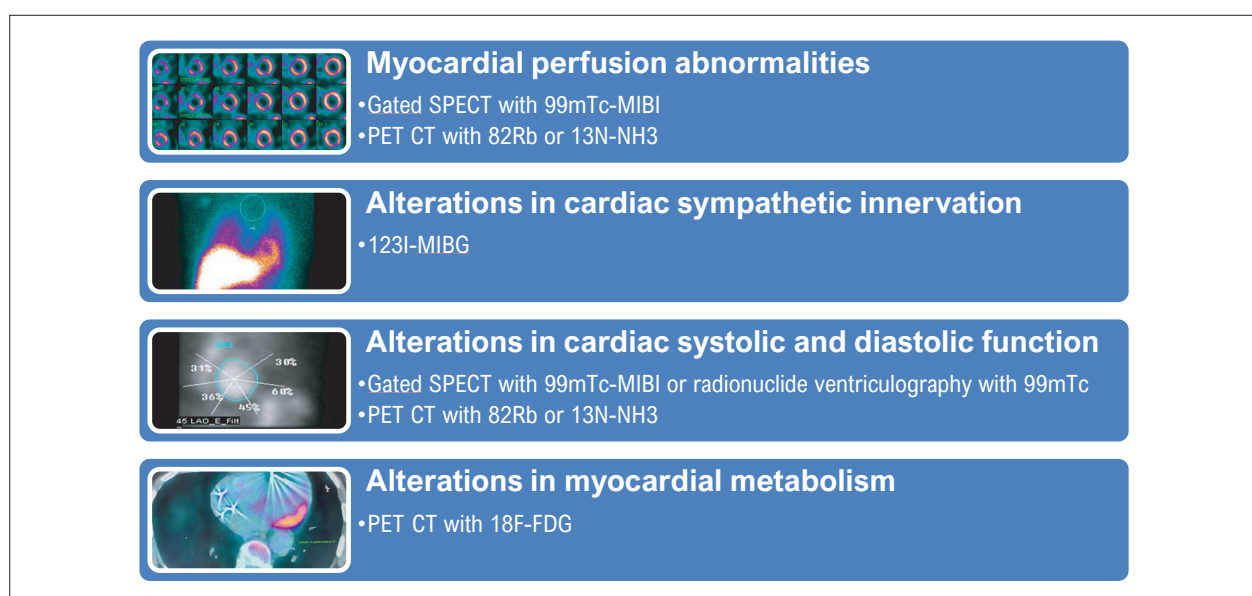 Myocardial perfusion abnormalities
•Gated SPECT with 99mTc-MIBI
•PET CT with 82Rb or 13N-NH3
Alterations in cardiac sympathetic innervation
•123I-MIBG
Alterations in cardiac systolic and diastolic function
•Gated SPECT with 99mTc-MIBI or radionuclide ventriculography with 99mTc
•PET CT with 82Rb or 13N-NH3
31%
30%
60%
36%
45%
45 LAO_E_Filt
Alterations in myocardial metabolism
•PET CT with 18F-FDG